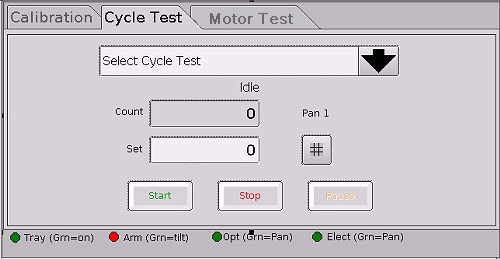 Calibration Cycle Test Motor Test
Select Cycle Test
Idle
Count 0 Pan 1
Set 0 #
Start Stop Pause
Tray (Grn=on) Arm (Grn=tilt) Opt (Grn=Pan) Elect (Grn=Pan)